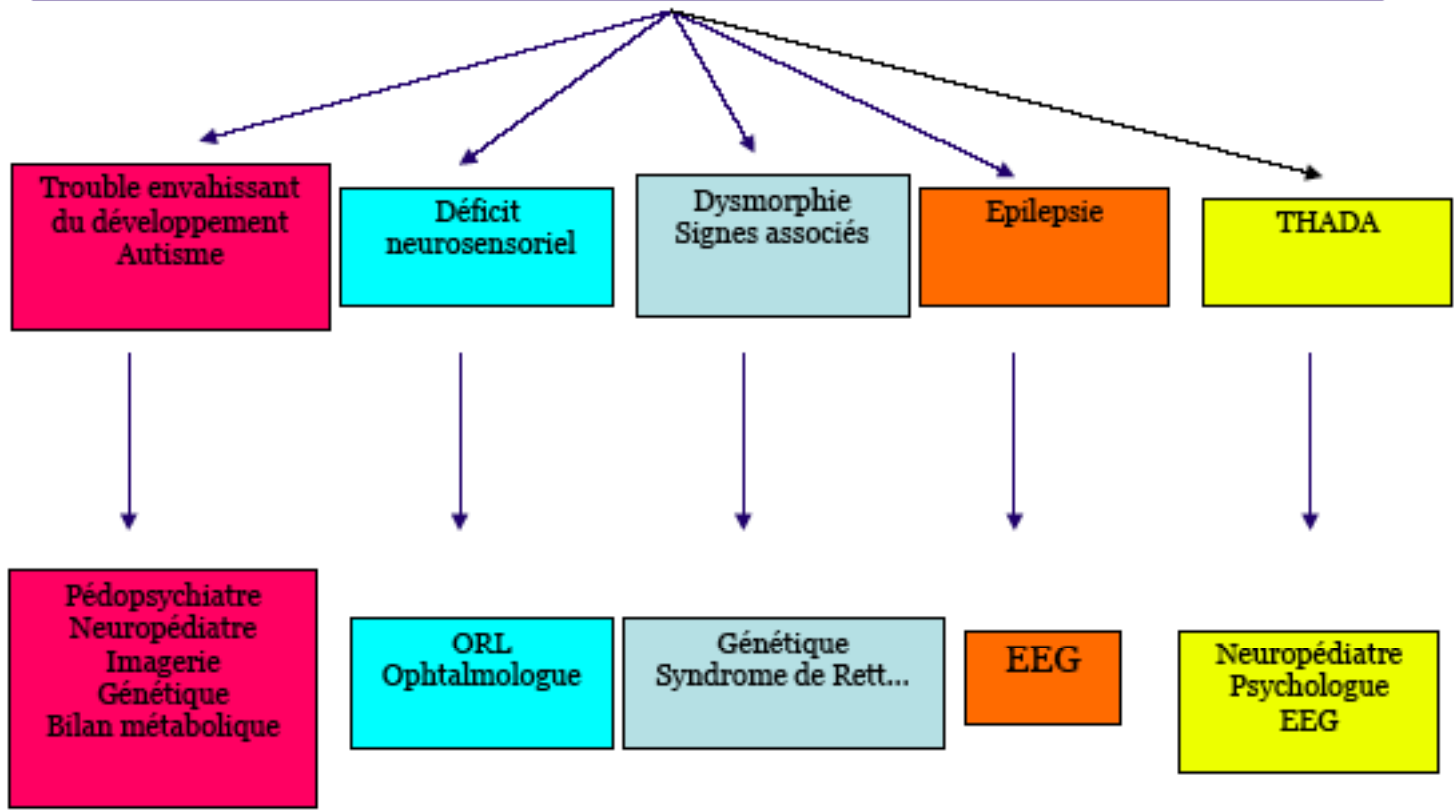 Trouble envahissant
du développement
Autisme
Déficit
neurosensoriel
Dysmorphie
Signes associés
Epilepsie
THADA
Pédopsychiatre
Neuropédiatre
Imagerie
Génétique
Bilan métabolique
ORL
Ophtalmologue
Génétique
Syndrome de Rett...
EEG
Neuropédiatre
Psychologue
EEG